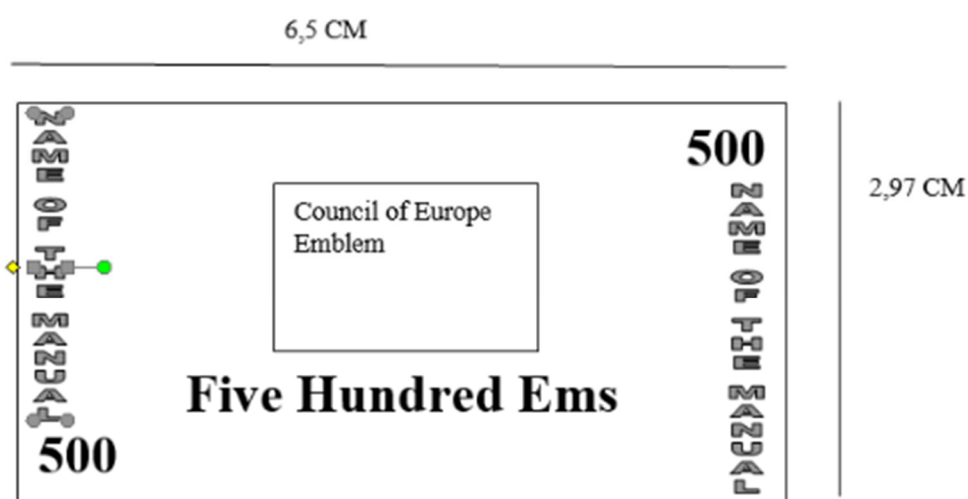 6,5 CM
500
2,97 CM
NAME OF THE MANUAL
Council of Europe
Emblem
NAME OF THE MANUAL
Five Hundred Ems
500